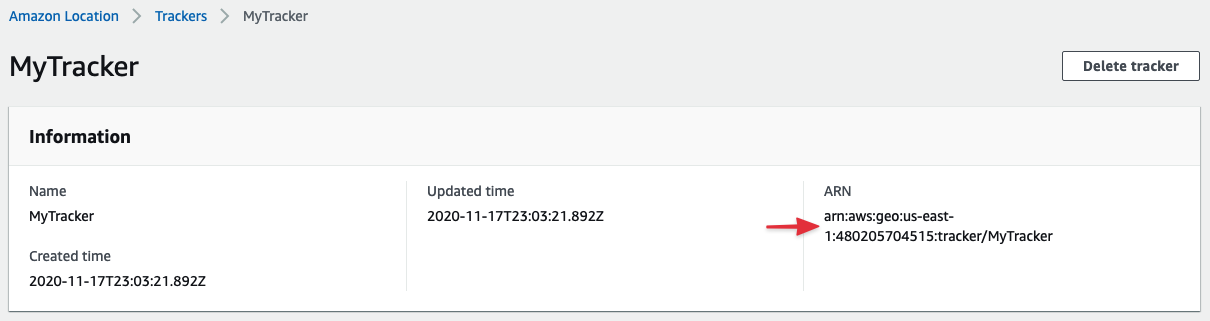 Amazon Location > Trackers > MyTracker
MyTracker
Delete tracker
Information
Name
MyTracker
Created time
2020-11-17T23:03:21.892Z
Updated time
2020-11-17T23:03:21.892Z
ARN
arn:aws:geo:us-east-
1:480205704515:tracker/MyTracker